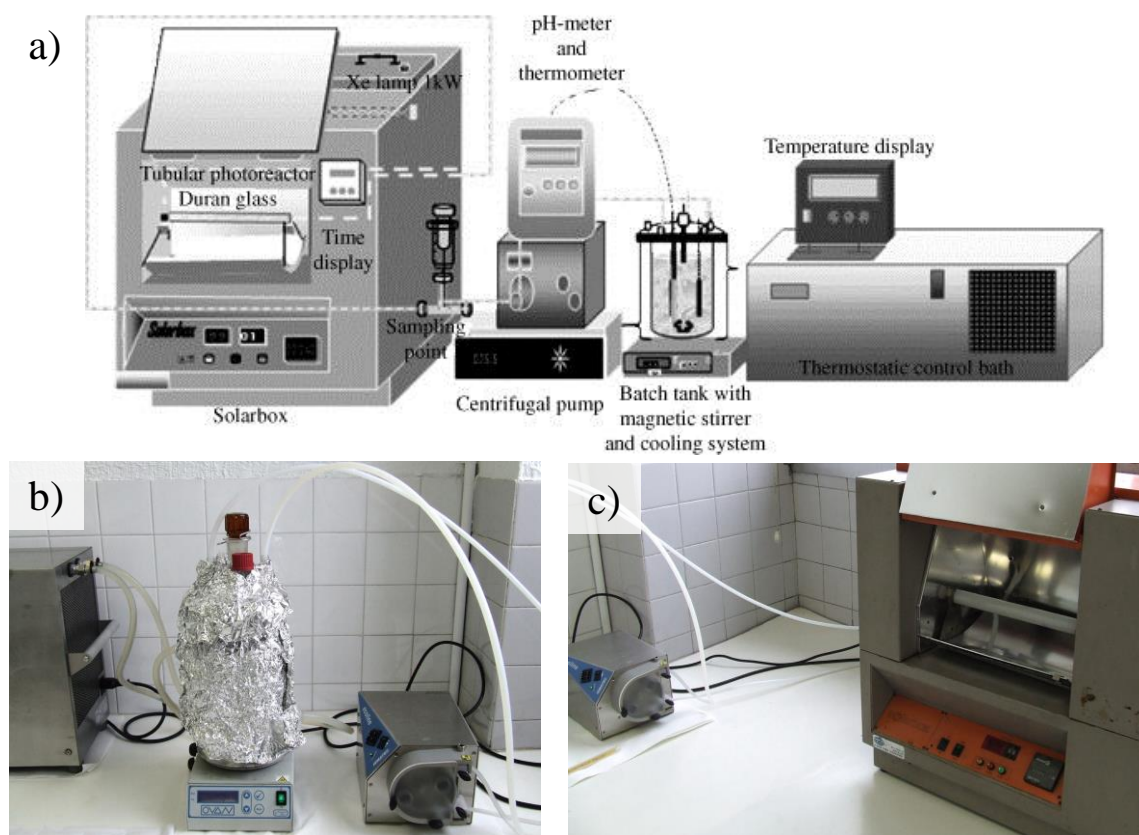 a)
pH-meter
and
thermometer
Xe lamp 1kW
Temperature display
Tubular photoreactor
Duran glass
Time
display
Solarbox
Sampling
point
Thermostatic control bath
Solarbox
Centrifugal pump
Batch tank with
magnetic stirrer
and cooling system
b)
OVAN
c)